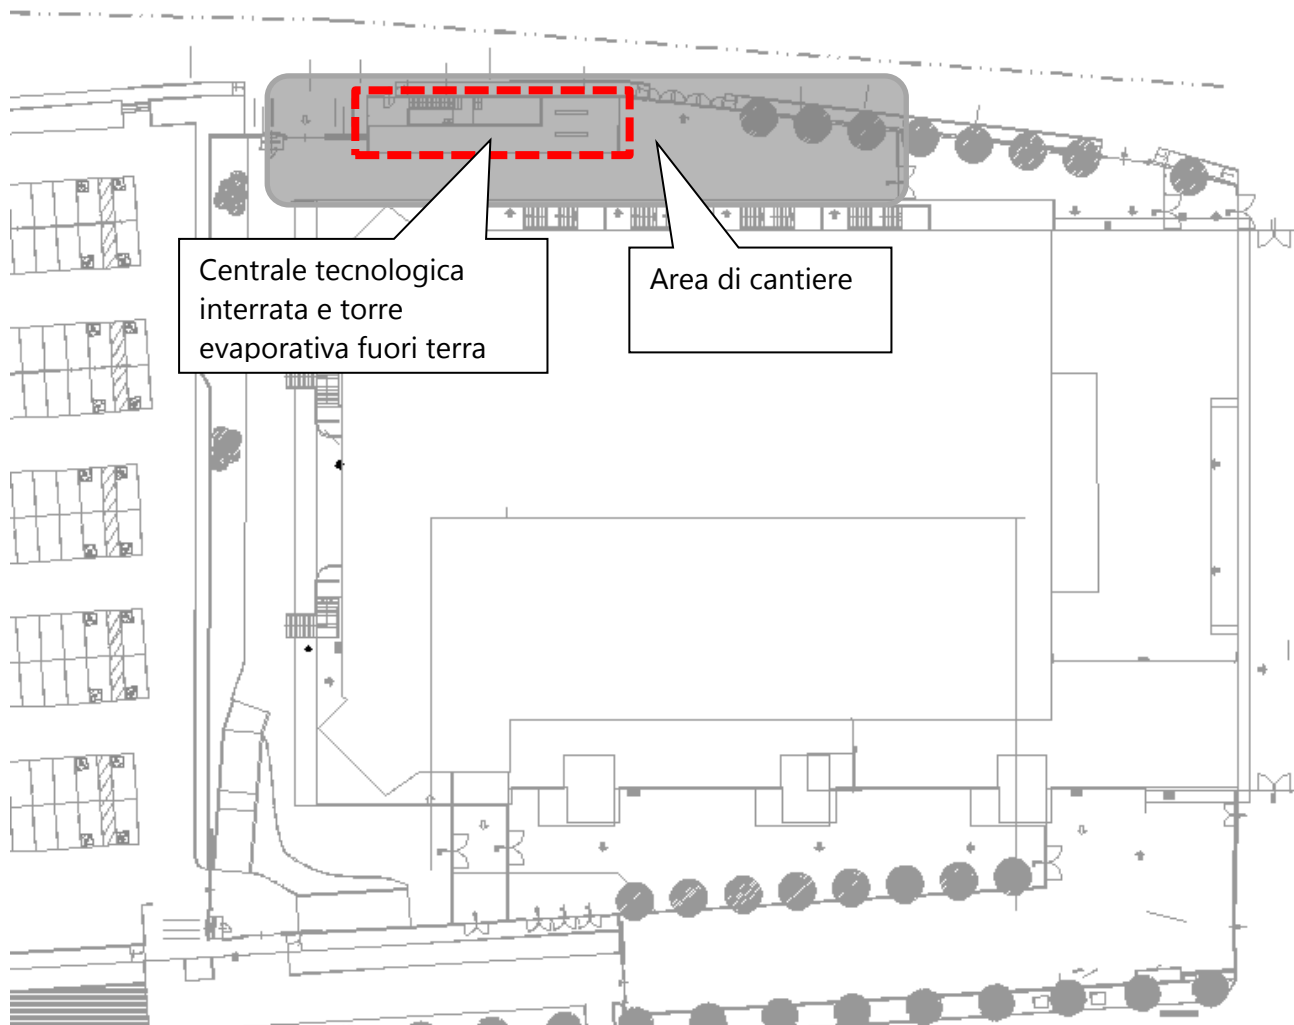 Centrale tecnologica
interrata e torre
evaporativa fuori terra
Area di cantiere